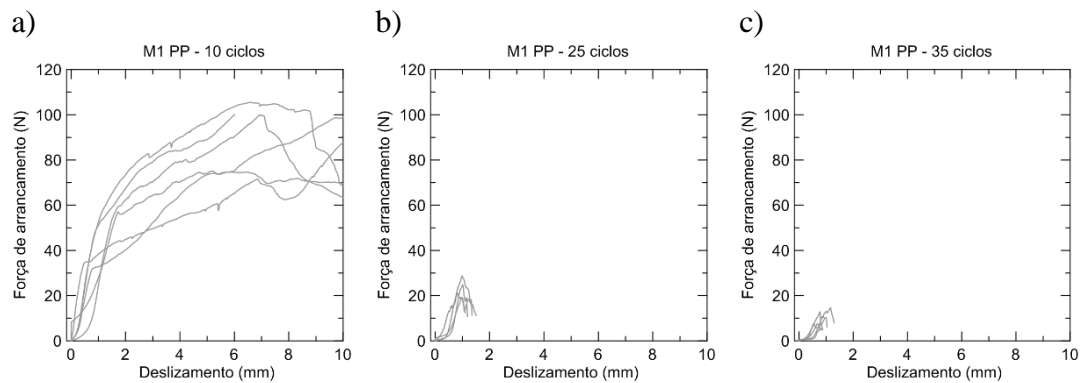 a)
M1 PP - 10 ciclos
120
100
80
60
40
20
0
0 2 4 6 8 10
Força de arrancamento (N)
Deslizamento (mm)
b)
M1 PP - 25 ciclos
120
100
80
60
40
20
0
0 2 4 6 8 10
Força de arrancamento (N)
Deslizamento (mm)
c)
M1 PP - 35 ciclos
120
100
80
60
40
20
0
0 2 4 6 8 10
Força de arrancamento (N)
Deslizamento (mm)